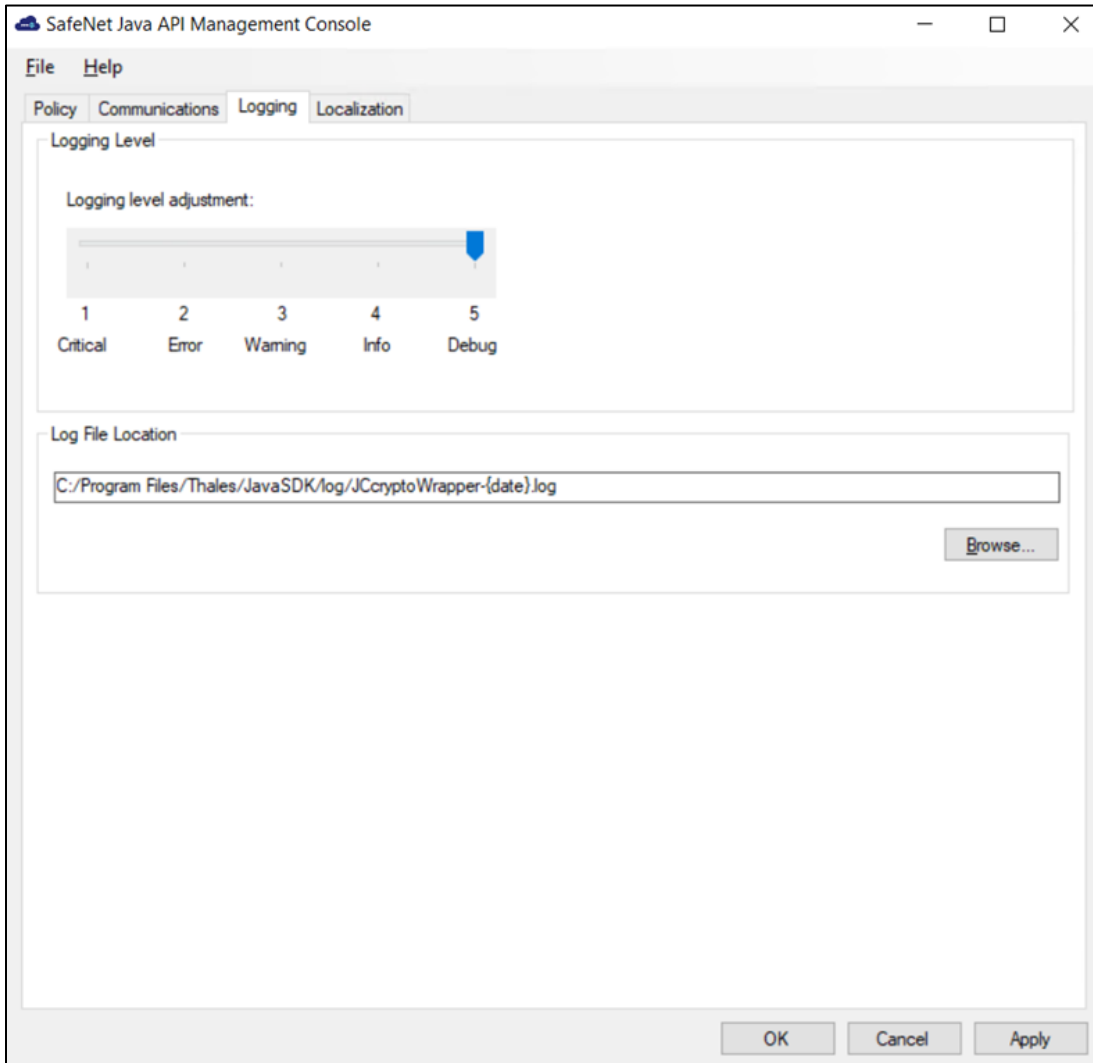 SafeNet Java API Management Console
File Help
Policy Communications Logging Localization
Logging Level
Logging level adjustment:
1 2 3 4 5
Critical Error Warning Info Debug
Log File Location
C:/Program Files/Thales/JavaSDK/log/JCcryptoWrapper-{date}.log
Browse...
OK Cancel Apply